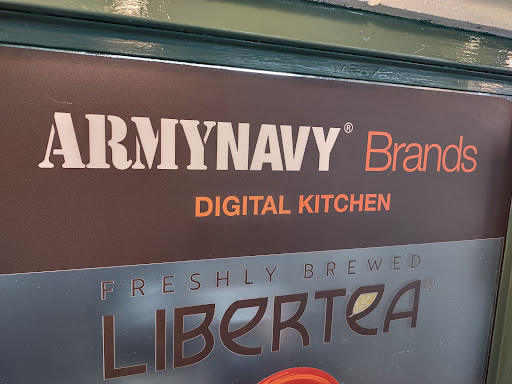 ARMYNAVY® Brands
DIGITAL KITCHEN
FRESHLY BREWED
LIBERTEA®